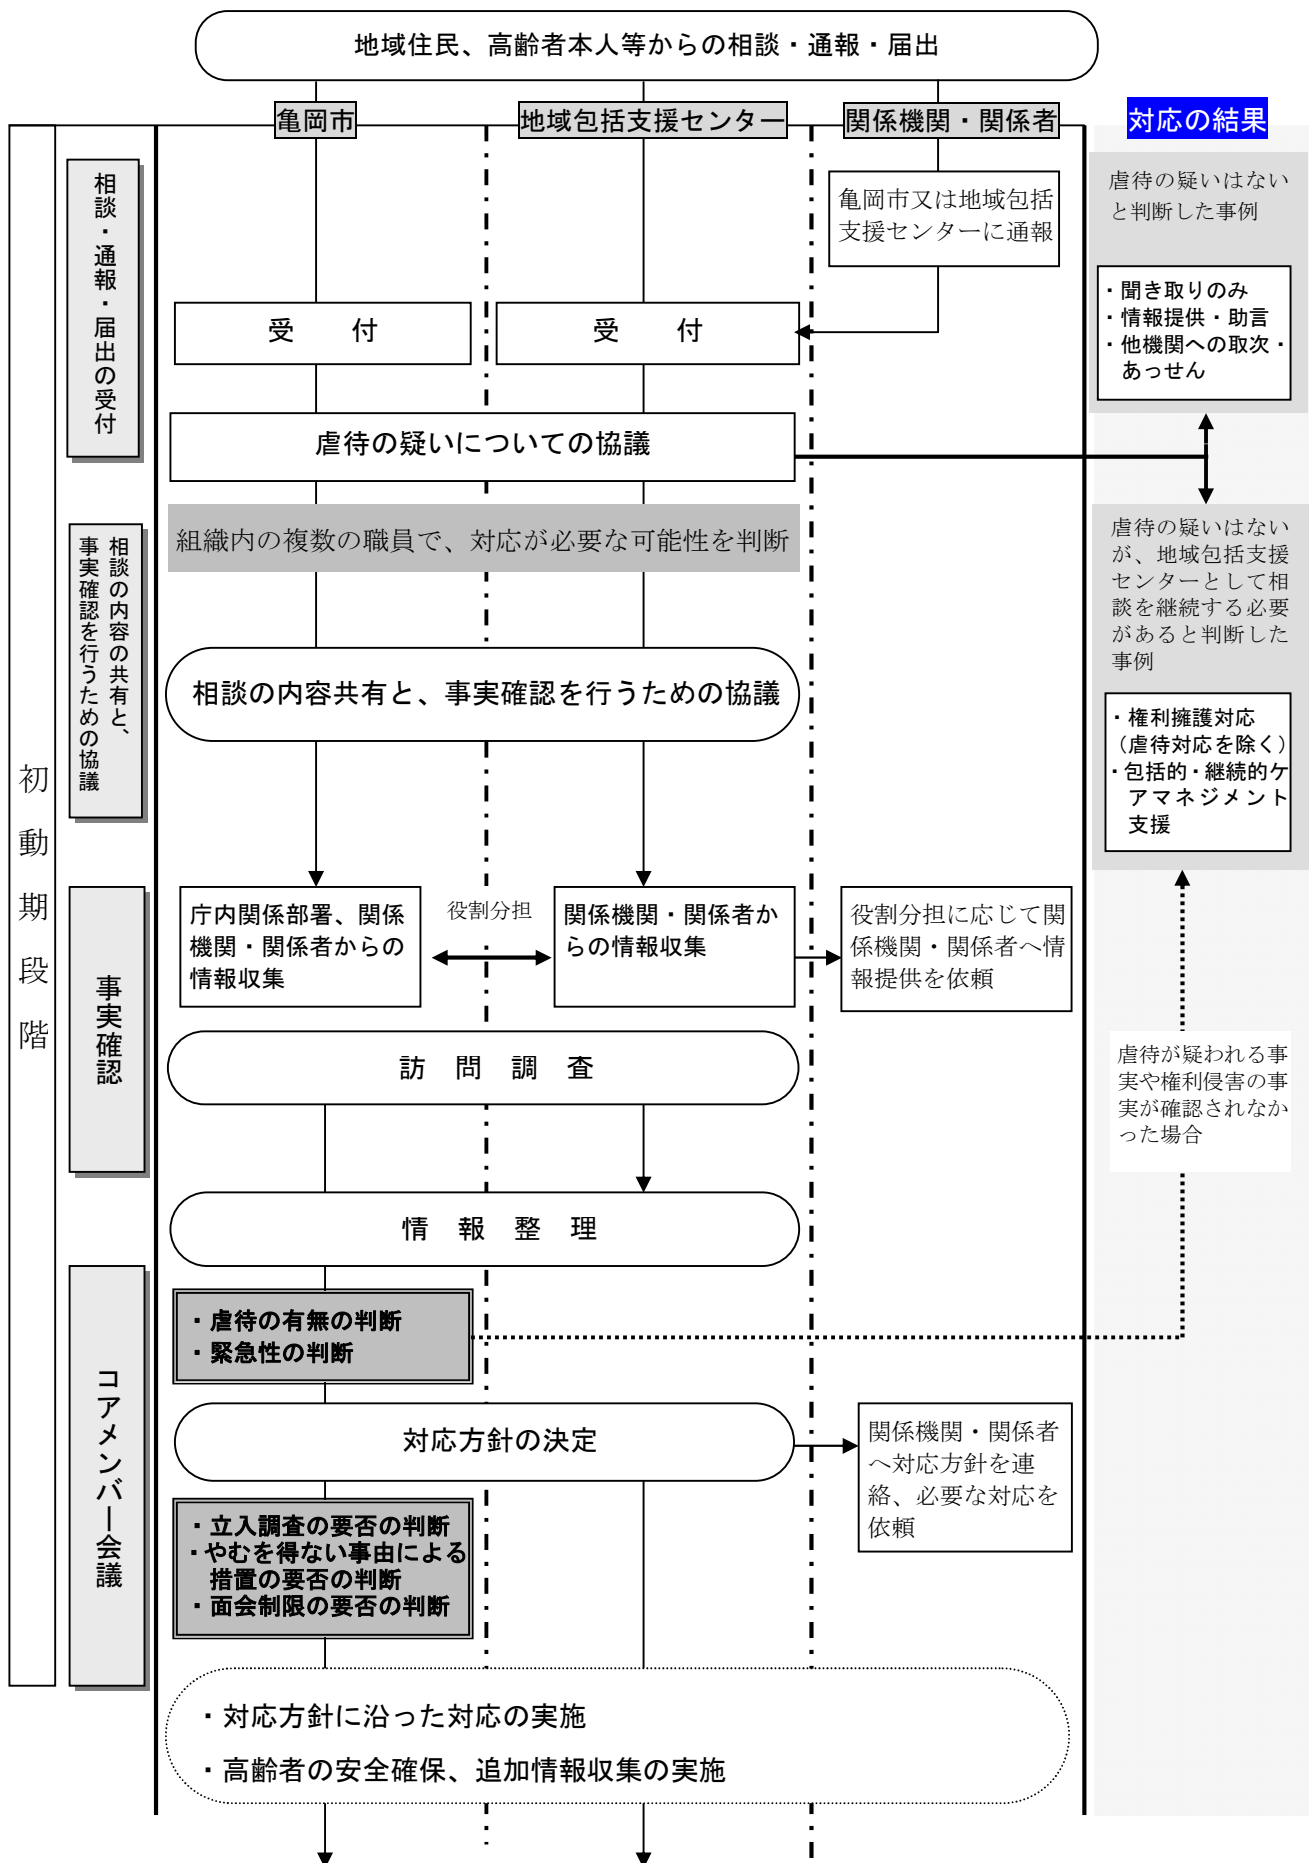 地域住民、高齢者本人等からの相談・通報・届出
亀岡市
地域包括支援センター
関係機関・関係者
対応の結果
初動期段階
相談・通報・届出の受付
亀岡市又は地域包括
支援センターに通報
受　付
受　付
虐待の疑いについての協議
虐待の疑いはない
と判断した事例
・聞き取りのみ
・情報提供・助言
・他機関への取次・
あっせん
相談の内容の共有と、
事実確認を行うための協議
組織内の複数の職員で、対応が必要な可能性を判断
相談の内容共有と、事実確認を行うための協議
虐待の疑いはない
が、地域包括支援
センターとして相
談を継続する必要
があると判断した
事例
・権利擁護対応
（虐待対応を除く）
・包括的・継続的ケ
アマネジメント
支援
事実確認
庁内関係部署、関係
機関・関係者からの
情報収集
役割分担
関係機関・関係者か
らの情報収集
役割分担に応じて関
係機関・関係者へ情
報提供を依頼
訪　問　調　査
虐待が疑われる事
実や権利侵害の事
実が確認されなか
った場合
情　報　整　理
コアメンバー会議
・虐待の有無の判断
・緊急性の判断
対応方針の決定
関係機関・関係者
へ対応方針を連
絡、必要な対応を
依頼
・立入調査の要否の判断
・やむを得ない事由による
措置の要否の判断
・面会制限の要否の判断
・対応方針に沿った対応の実施
・高齢者の安全確保、追加情報収集の実施